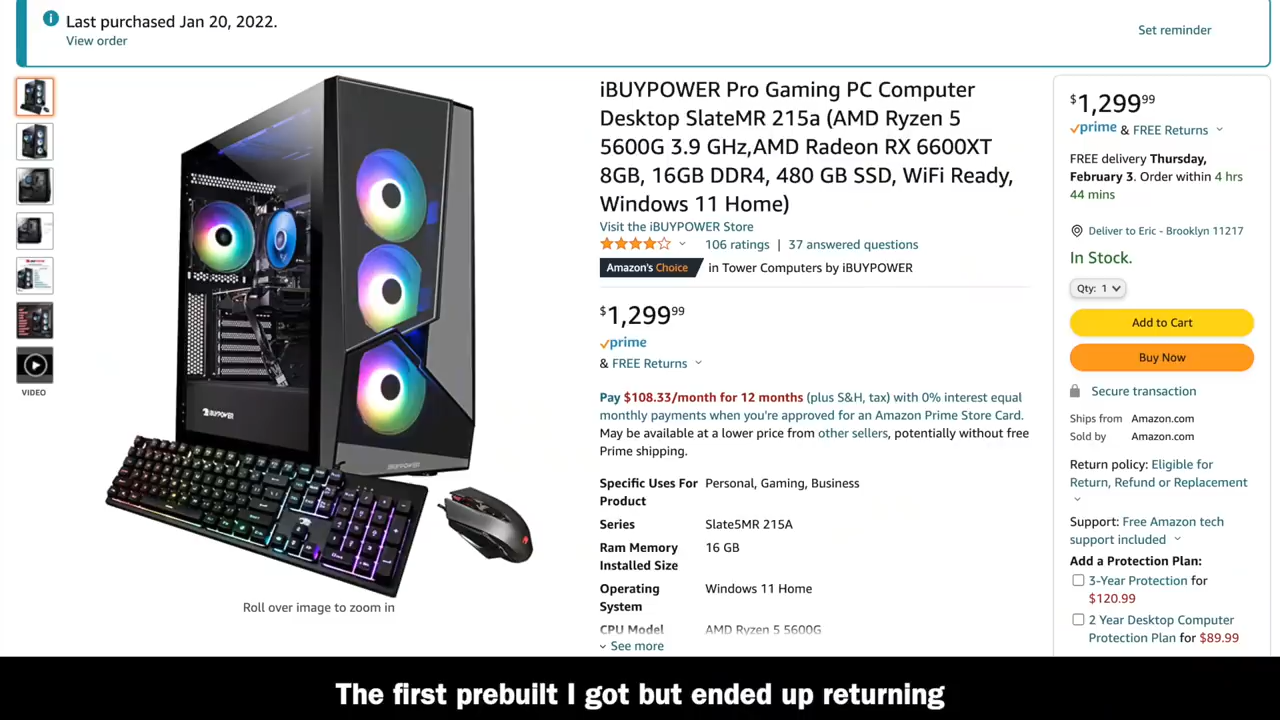 Last purchased Jan 20, 2022.
View order
Set reminder
VIDEO
iBUYPOWER
iBUYPOWER
Roll over image to zoom in
iBUYPOWER Pro Gaming PC Computer
Desktop SlateMR 215a (AMD Ryzen 5
5600G 3.9 GHz,AMD Radeon RX 6600XT
8GB, 16GB DDR4, 480 GB SSD, WiFi Ready,
Windows 11 Home)
Visit the iBUYPOWER Store
106 ratings | 37 answered questions
Amazon's Choice in Tower Computers by iBUYPOWER
$1,299.99
prime
& FREE Returns
Pay $108.33/month for 12 months (plus S&H, tax) with 0% interest equal
monthly payments when you're approved for an Amazon Prime Store Card.
May be available at a lower price from other sellers, potentially without free
Prime shipping.
Specific Uses For Personal, Gaming, Business
Product
Series Slate5MR 215A
Ram Memory 16 GB
Installed Size
Operating Windows 11 Home
System
CPU Model AMD Ryzen 5 5600G
See more
$1,299.99
prime & FREE Returns
FREE delivery Thursday,
February 3. Order within 4 hrs
44 mins
Deliver to Eric - Brooklyn 11217
In Stock.
Qty: 1
Add to Cart
Buy Now
Secure transaction
Ships from Amazon.com
Sold by Amazon.com
Return policy: Eligible for
Return, Refund or Replacement
Support: Free Amazon tech
support included
Add a Protection Plan:
3-Year Protection for
$120.99
2 Year Desktop Computer
Protection Plan for $89.99
The first prebuilt I got but ended up returning